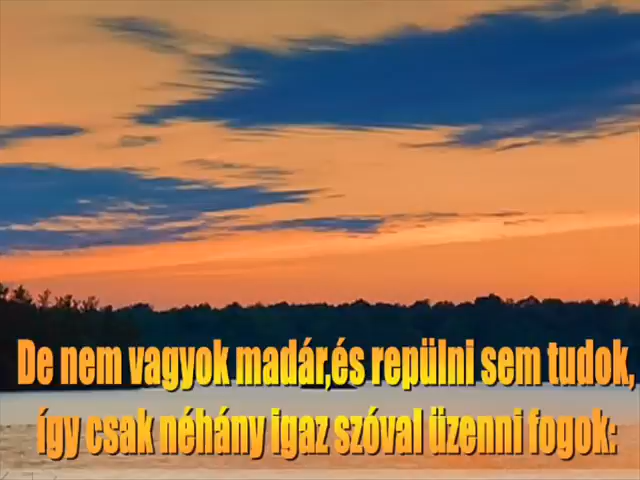 De nem vagyok madár,és repülni sem tudok,
így csak néhány igaz szóval üzenni fogok: